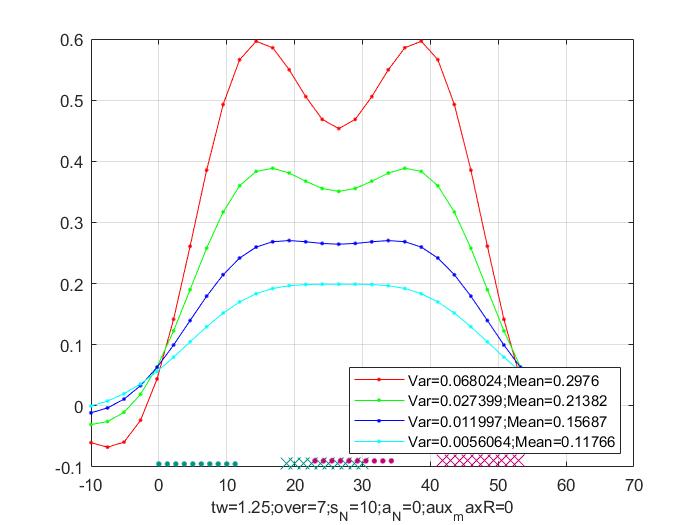 0.6
0.5
0.4
0.3
0.2
0.1
0
-0.1
-10 0 10 20 30 40 50 60 70
Var=0.068024;Mean=0.2976
Var=0.027399;Mean=0.21382
Var=0.011997;Mean=0.15687
Var=0.0056064;Mean=0.11766
tw=1.25;over=7;s_N=10;a_N=0;aux_maxR=0